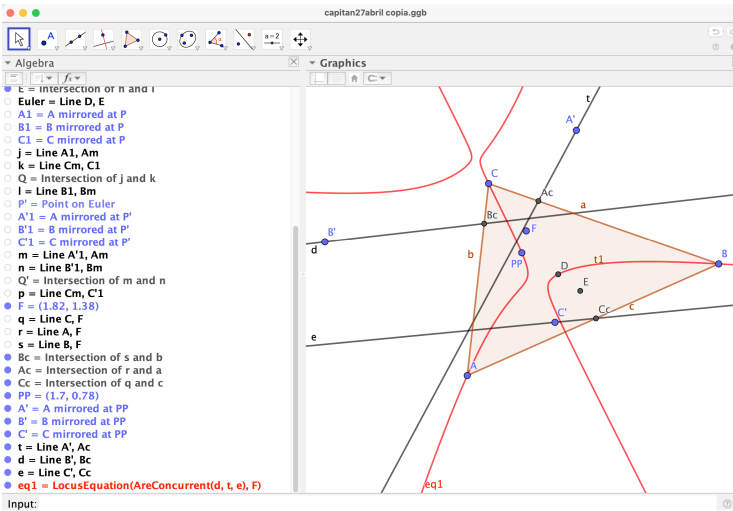 capitan27abril copia.ggb
A
a=2
Algebra
Graphics
fx
E = Intersection of h and i
Euler = Line D, E
A1 = A mirrored at P
B1 = B mirrored at P
C1 = C mirrored at P
j = Line A1, Am
k = Line Cm, C1
Q = Intersection of j and k
l = Line B1, Bm
P' = Point on Euler
A'1 = A mirrored at P'
B'1 = B mirrored at P'
C'1 = C mirrored at P'
m = Line A'1, Am
n = Line B'1, Bm
Q' = Intersection of m and n
p = Line Cm, C'1
F = (1.82, 1.38)
q = Line C, F
r = Line A, F
s = Line B, F
Bc = Intersection of s and b
Ac = Intersection of r and a
Cc = Intersection of q and c
PP = (1.7, 0.78)
A' = A mirrored at PP
B' = B mirrored at PP
C' = C mirrored at PP
t = Line A', Ac
d = Line B', Bc
e = Line C', Cc
eq1 = LocusEquation(AreConcurrent(d, t, e), F)
t
A'
C
Ac
a
Bc
B'
F
d
b
PP
t1
B
D
E
C'
Cc
c
e
A
eq1
Input: